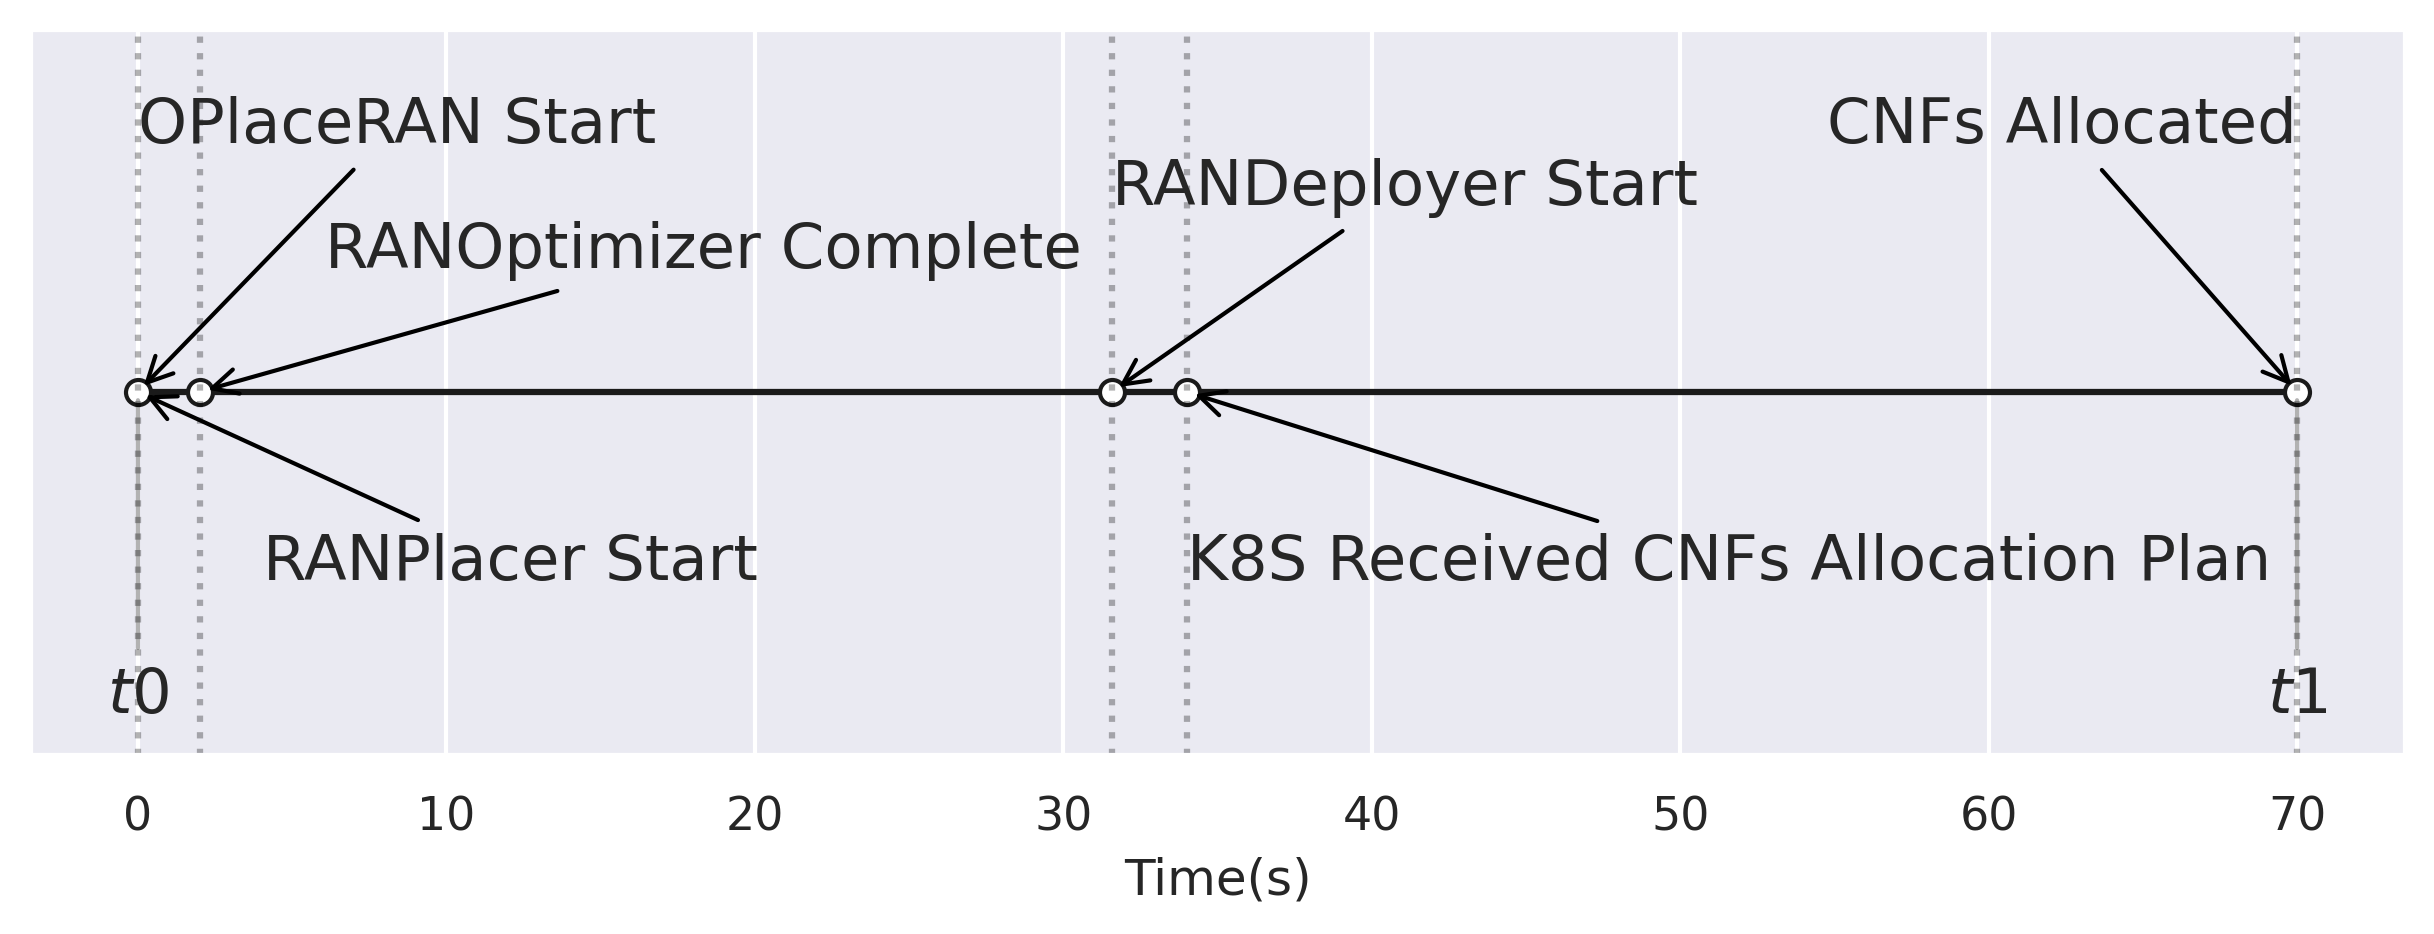 OPlaceRAN Start
CNFs Allocated
RANDeployer Start
RANOptimizer Complete
RANPlacer Start
K8S Received CNFs Allocation Plan
t0
t1
0 10 20 30 40 50 60 70
Time(s)